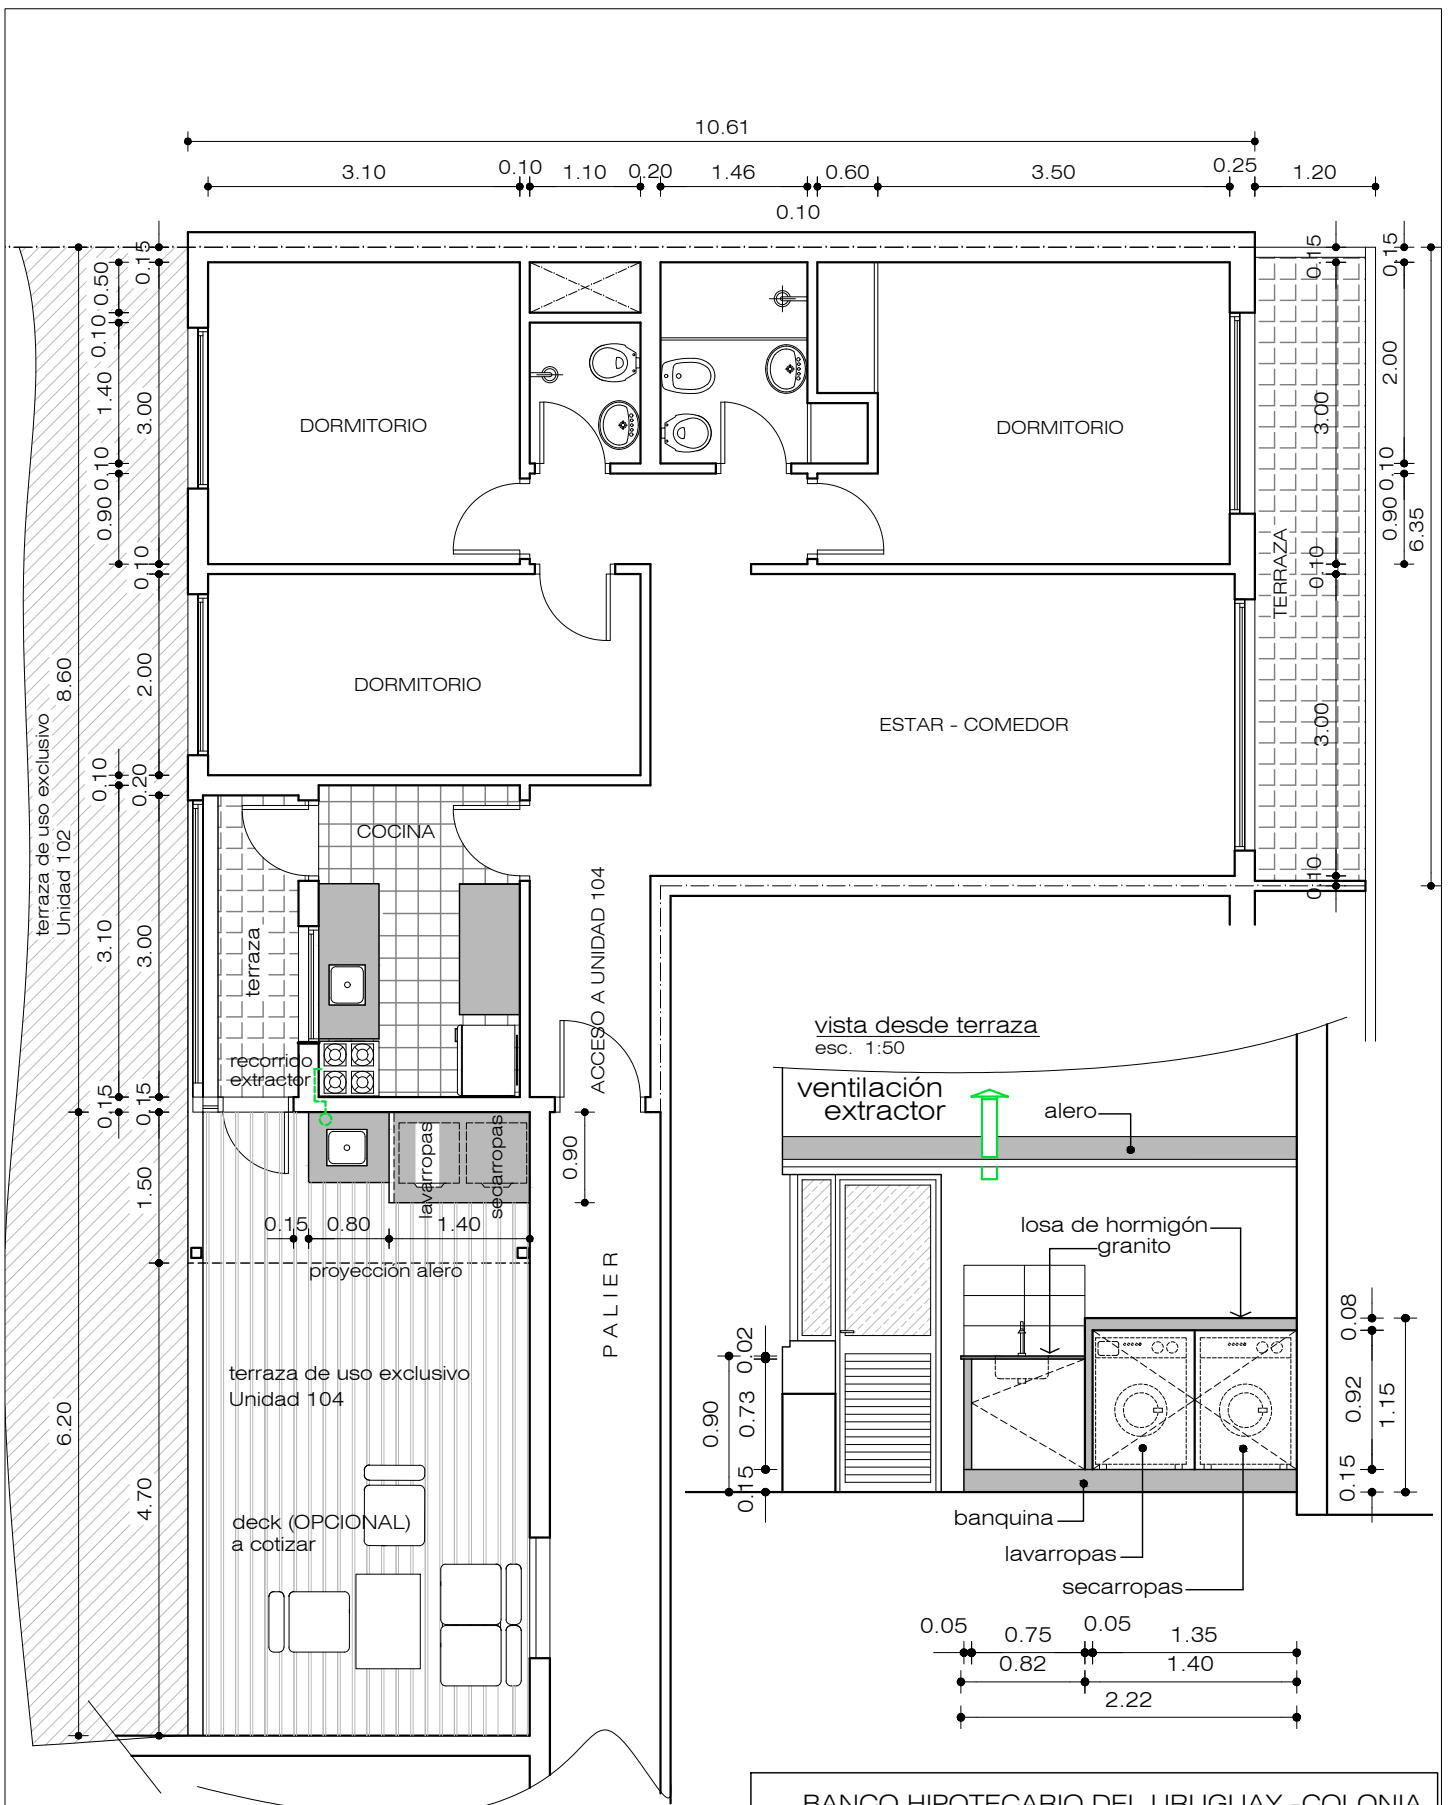 10.61
3.10
0.10
1.10
0.20
1.46
0.60
3.50
0.25
1.20
0.10
0.15
0.50
0.10
1.40
3.00
0.10
0.90
0.10
8.60
2.00
0.10
0.20
3.10
3.00
0.15
0.15
1.50
6.20
4.70
0.15
0.15
2.00
3.00
0.10
0.90
6.35
0.10
3.00
0.10
DORMITORIO
DORMITORIO
DORMITORIO
ESTAR - COMEDOR
TERRAZA
terraza de uso exclusivo
Unidad 102
COCINA
terraza
recorrido
extractor
ACCESO A UNIDAD 104
lavarropas
secarropas
0.90
0.15
0.80
1.40
proyección alero
PALIER
terraza de uso exclusivo
Unidad 104
deck (OPCIONAL)
a cotizar
vista desde terraza
esc. 1:50
ventilación
extractor
alero
losa de hormigón
granito
0.02
0.73
0.90
0.15
0.08
0.92
1.15
0.15
banquina
lavarropas
secarropas
0.05
0.75
0.05
1.35
0.82
1.40
2.22
BANCO HIPOTECARIO DEL URUGUAY -COLONIA